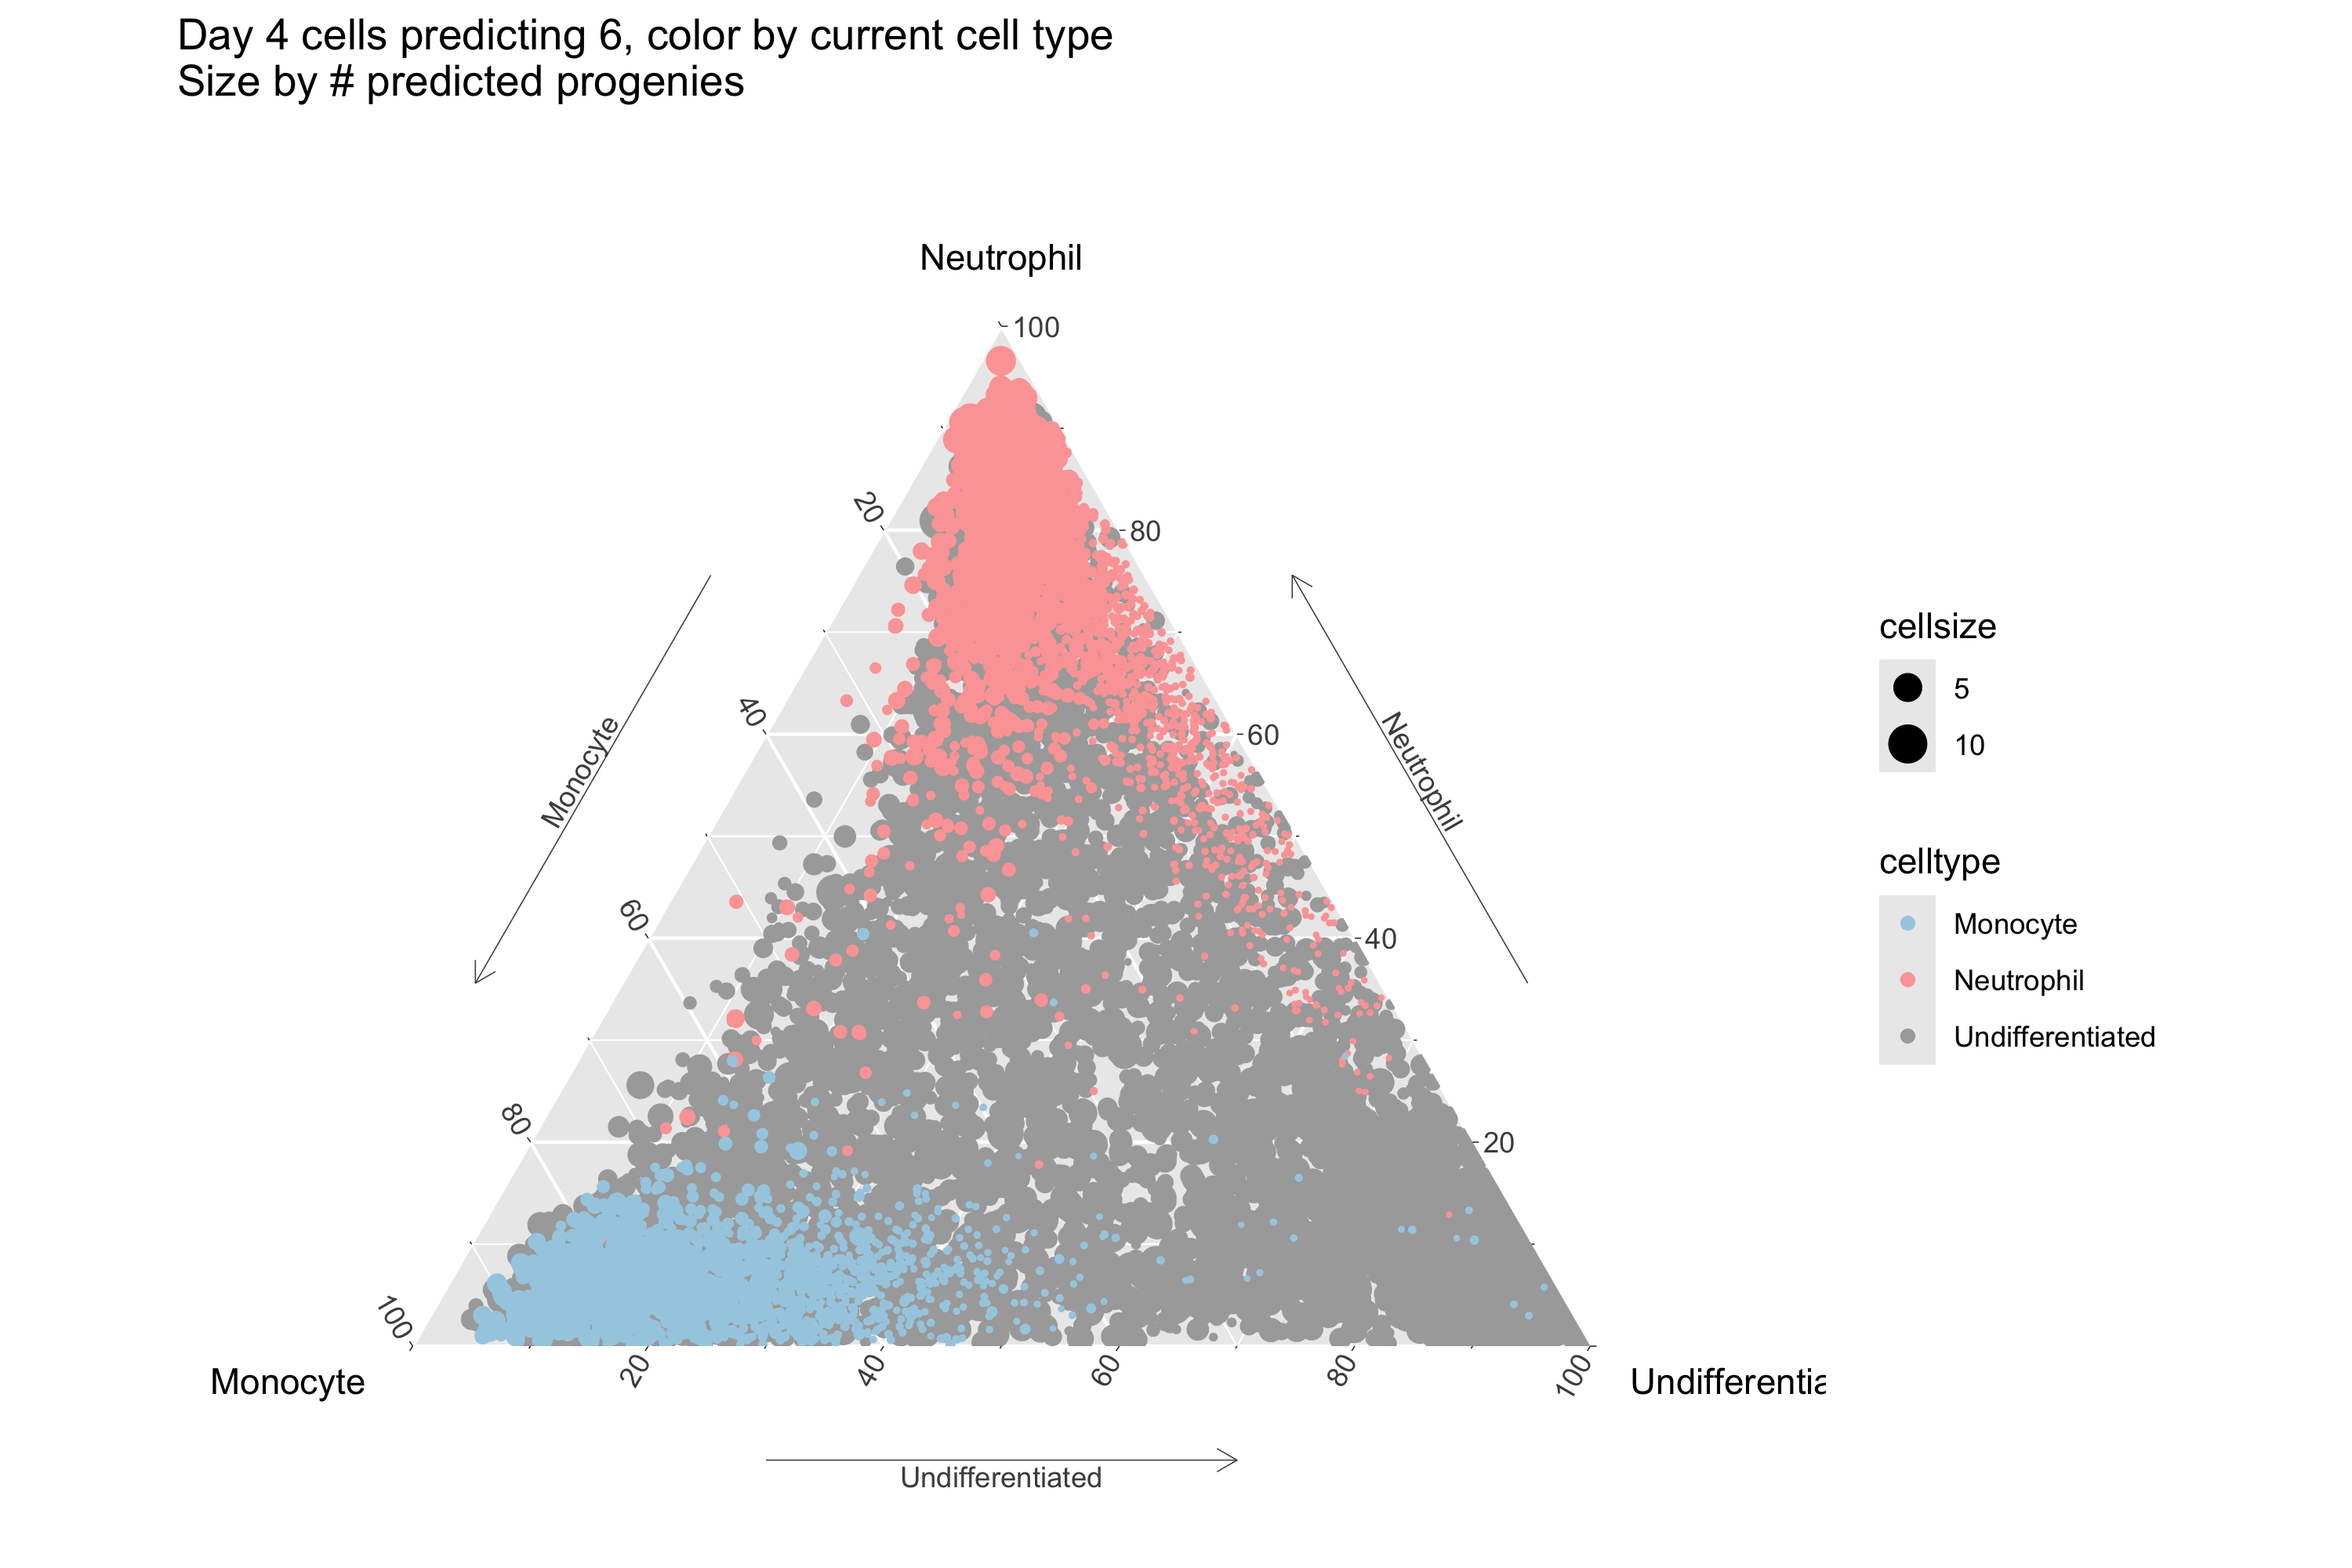 Day 4 cells predicting 6, color by current cell type
Size by # predicted progenies
Neutrophil
100
20
80
cellsize
5
10
40
60
Monocyte
Neutrophil
celltype
Monocyte
Neutrophil
Undifferentiated
60
40
80
20
100
Monocyte
20
40
60
80
100
Undifferentia
Undifferentiated